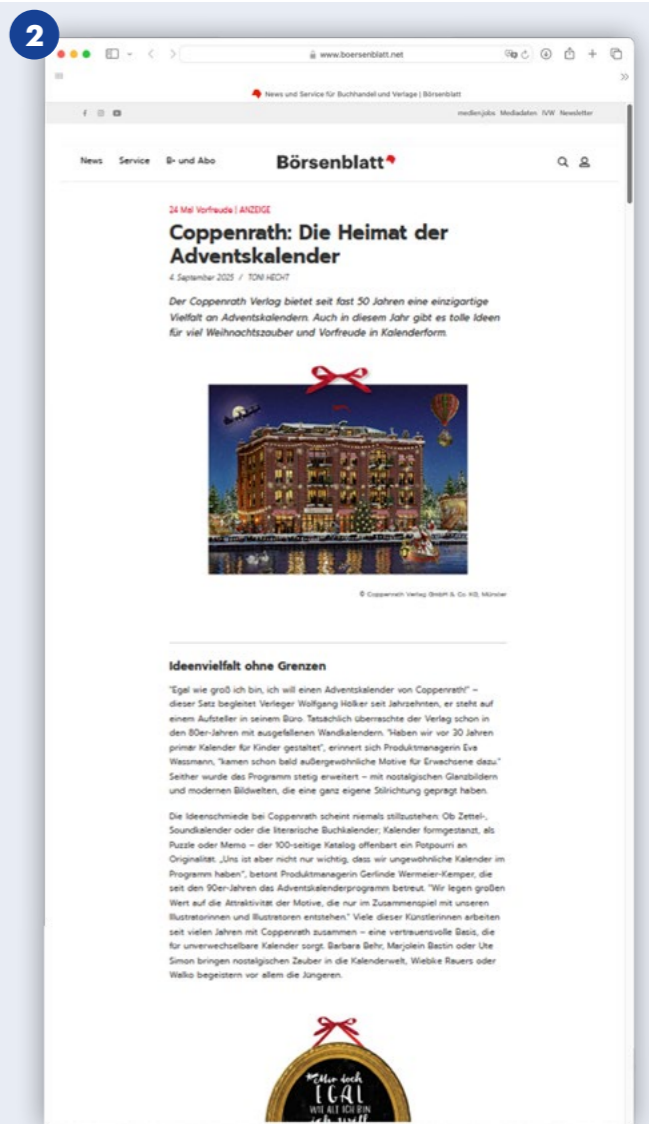 2
www.boersenblatt.net
News und Service für Buchhandel und Verlage | Börsenblatt
medien:jobs Mediadaten IVW Newsletter
News Service B- und Abo Börsenblatt
24 Mal Vorfreude | ANZEIGE
Coppenrath: Die Heimat der
Adventskalender
4. September 2025 / TONI HECHT
Der Coppenrath Verlag bietet seit fast 50 Jahren eine einzigartige
Vielfalt an Adventskalendern. Auch in diesem Jahr gibt es tolle Ideen
für viel Weihnachtszauber und Vorfreude in Kalenderform.
© Coppenrath Verlag GmbH & Co. KG, Münster
Ideenvielfalt ohne Grenzen
"Egal wie groß ich bin, ich will einen Adventskalender von Coppenrath!" –
dieser Satz begleitet Verleger Wolfgang Hölker seit Jahrzehnten, er steht auf
einem Aufsteller in seinem Büro. Tatsächlich überraschte der Verlag schon in
den 80er-Jahren mit ausgefallenen Wandkalendern. "Haben wir vor 30 Jahren
primär Kalender für Kinder gestaltet", erinnert sich Produktmanagerin Eva
Wassmann, "kamen schon bald außergewöhnliche Motive für Erwachsene dazu."
Seither wurde das Programm stetig erweitert – mit nostalgischen Glanzbildern
und modernen Bildwelten, die eine ganz eigene Stilrichtung geprägt haben.
Die Ideenschmiede bei Coppenrath scheint niemals stillzustehen: Ob Zettel-,
Soundkalender oder die literarische Buchkalender; Kalender formgestanzt, als
Puzzle oder Memo – der 100-seitige Katalog offenbart ein Potpourri an
Originalität. „Uns ist aber nicht nur wichtig, dass wir ungewöhnliche Kalender im
Programm haben", betont Produktmanagerin Gerlinde Wermeier-Kemper, die
seit den 90er-Jahren das Adventskalenderprogramm betreut. "Wir legen großen
Wert auf die Attraktivität der Motive, die nur im Zusammenspiel mit unseren
Illustratorinnen und Illustratoren entstehen." Viele dieser Künstlerinnen arbeiten
seit vielen Jahren mit Coppenrath zusammen – eine vertrauensvolle Basis, die
für unverwechselbare Kalender sorgt. Barbara Behr, Marjolein Bastin oder Ute
Simon bringen nostalgischen Zauber in die Kalenderwelt, Wiebke Rauers oder
Walko begeistern vor allem die Jüngeren.
Mir doch
EGAL
WIE ALT ICH BIN
ich will